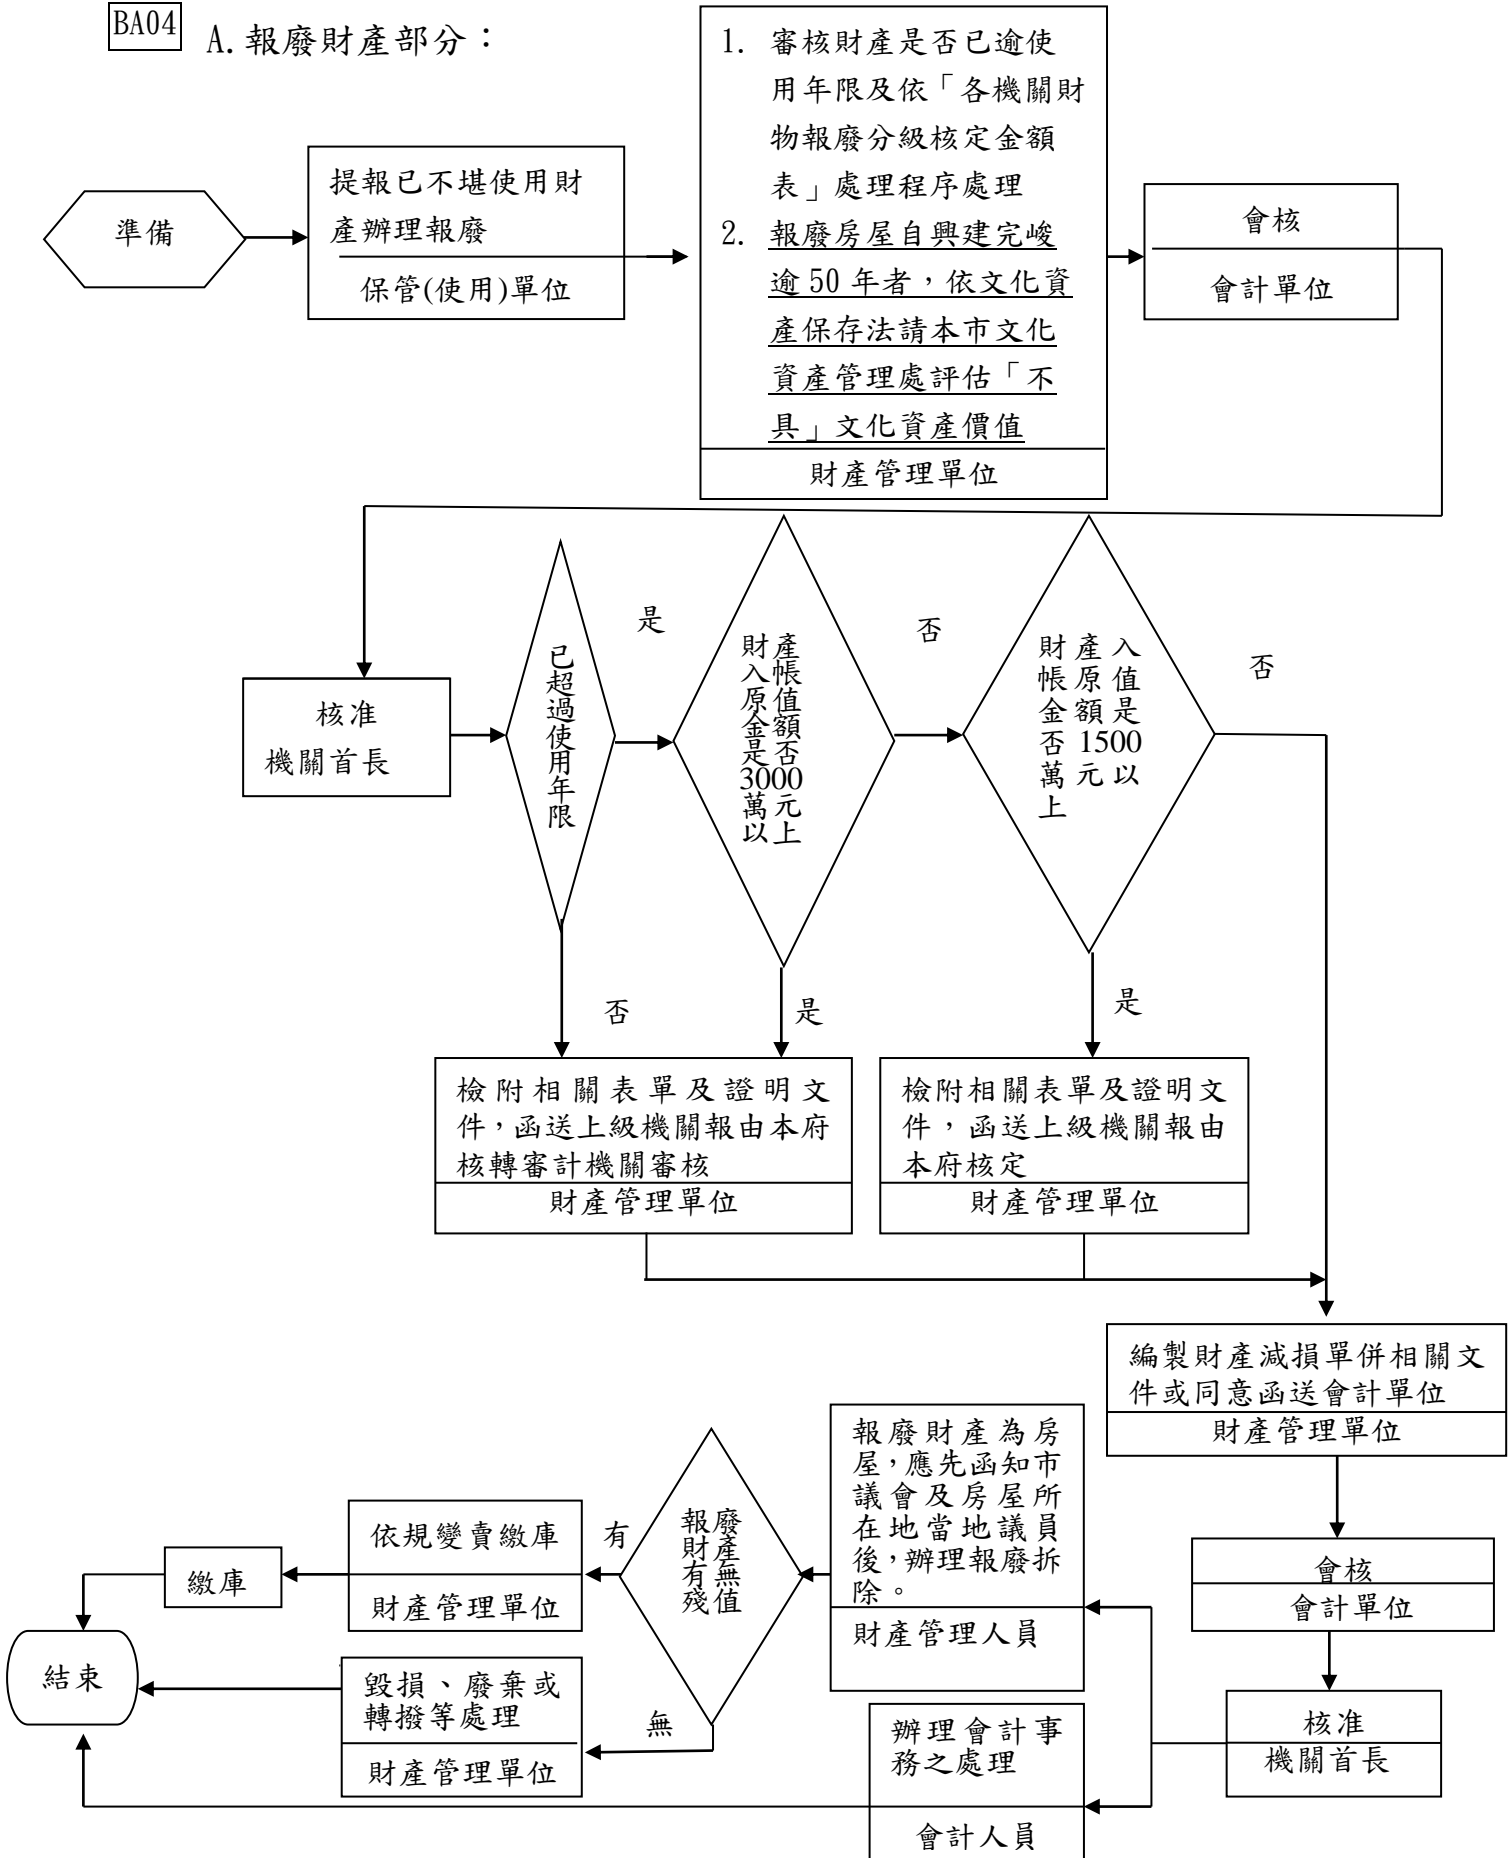 BA04
A.報廢財產部分：
準備
提報已不堪使用財
產辦理報廢
保管(使用)單位
1. 審核財產是否已逾使
用年限及依「各機關財
物報廢分級核定金額
表」處理程序處理
2. 報廢房屋自興建完峻
逾 50 年者，依文化資
產保存法請本市文化
資產管理處評估「不
具」文化資產價值
財產管理單位
會核
會計單位
核准
機關首長
已超過使用年限
是
否
財產
入帳
原值
金額
是否
3000
萬元
以上
否
是
財產入
帳原值
金額是
否 1500
萬元以
上
否
是
檢附相關表單及證明文
件，函送上級機關報由本府
核轉審計機關審核
財產管理單位
檢附相關表單及證明文
件，函送上級機關報由
本府核定
財產管理單位
編製財產減損單併相關文
件或同意函送會計單位
財產管理單位
會核
會計單位
核准
機關首長
報廢財產為房
屋，應先函知市
議會及房屋所
在地當地議員
後，辦理報廢拆
除。
財產管理人員
辦理會計事
務之處理
會計人員
報廢
財產
有無
殘值
有
無
依規變賣繳庫
財產管理單位
繳庫
毀損、廢棄或
轉撥等處理
財產管理單位
結束